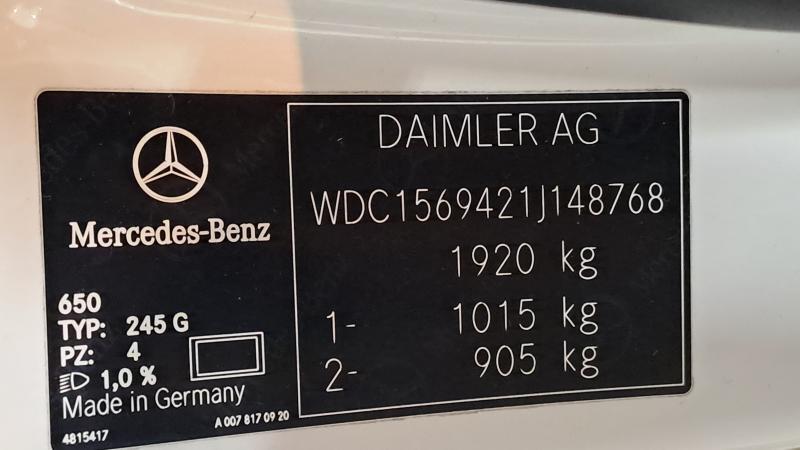 Mercedes-Benz
650
TYP: 245 G
PZ: 4
1,0 %
Made in Germany
4815417
A 007 817 09 20
DAIMLER AG
WDC1569421J148768
1920 kg
1- 1015 kg
2- 905 kg